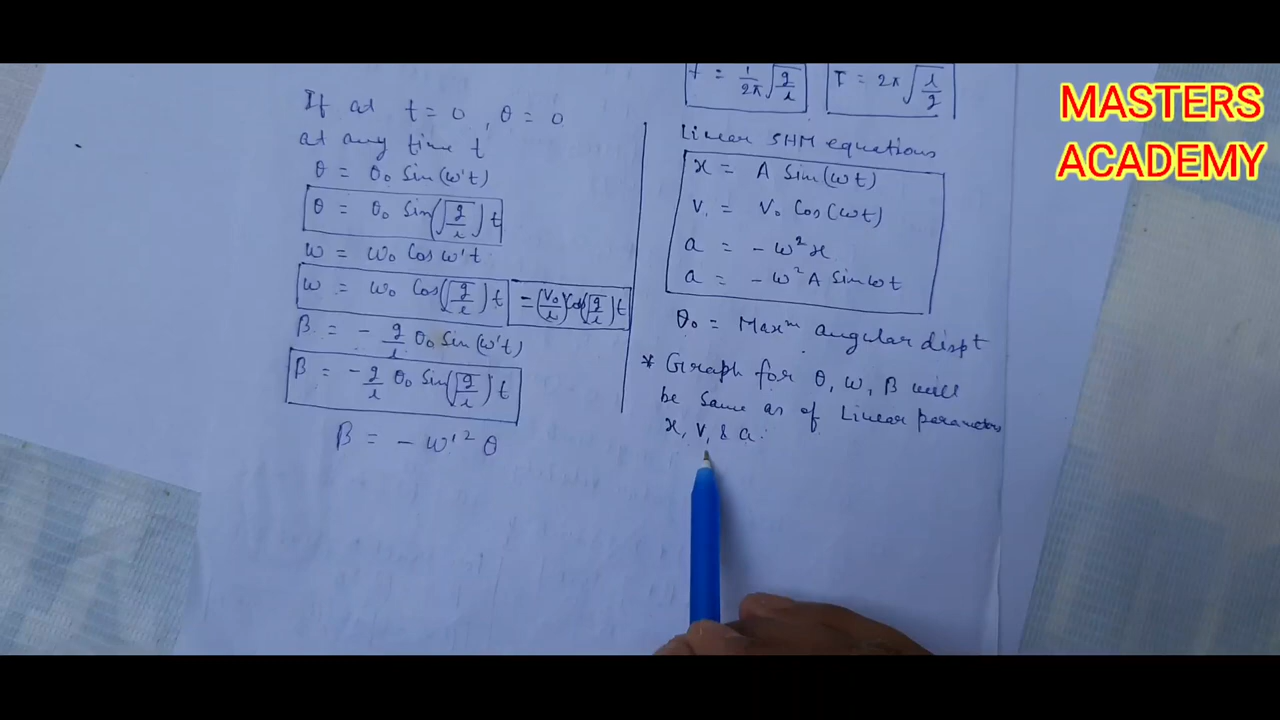 If at t = 0 , θ = 0
at any time t
θ = θ₀ Sin(ω't)
θ = θ₀ Sin(√g/l) t
ω = ω₀ Cos ω't
ω = ω₀ Cos(√g/l) t = (V₀/l) Cos(√g/l) t
β = - g/l θ₀ Sin(ω't)
β = - g/l θ₀ Sin(√g/l) t
β = - ω'² θ
f = 1/2π √g/l T = 2π √l/g
Linear SHM equations
x = A Sin(ωt)
V = V₀ Cos(ωt)
a = - ω² x
a = - ω² A Sin ωt
θ₀ = Maxᵐ angular dispt
* Graph for θ, ω, β will
be same as of Linear parameters
x, V, & a.
MASTERS
ACADEMY